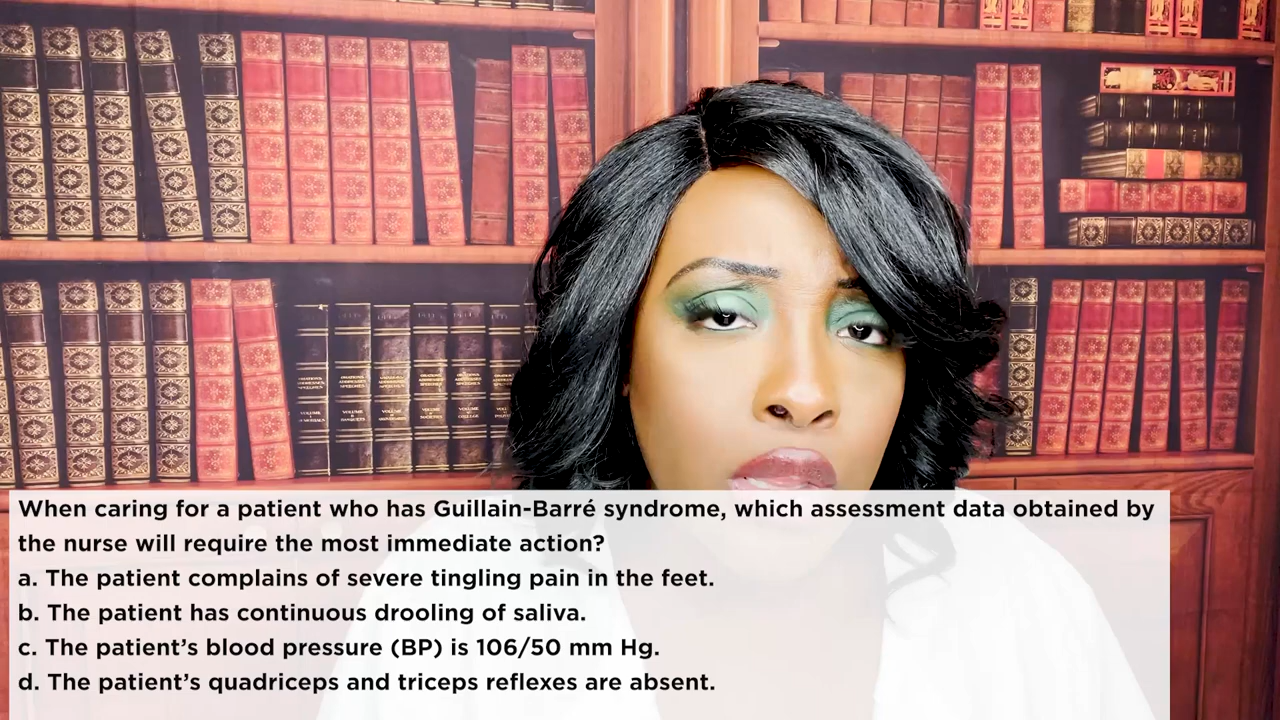 When caring for a patient who has Guillain-Barré syndrome, which assessment data obtained by
the nurse will require the most immediate action?
a. The patient complains of severe tingling pain in the feet.
b. The patient has continuous drooling of saliva.
c. The patient’s blood pressure (BP) is 106/50 mm Hg.
d. The patient’s quadriceps and triceps reflexes are absent.